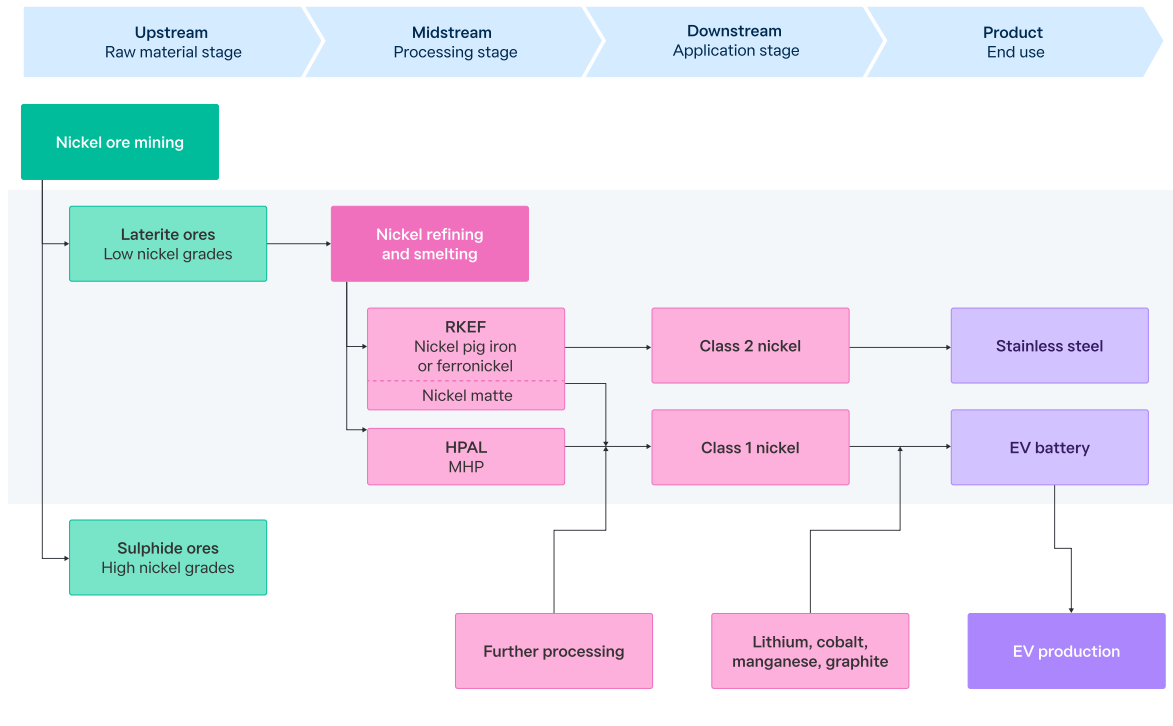 Upstream
Raw material stage
Midstream
Processing stage
Downstream
Application stage
Product
End use
Nickel ore mining
Laterite ores
Low nickel grades
Nickel refining
and smelting
RKEF
Nickel pig iron
or ferronickel
Nickel matte
Class 2 nickel
Stainless steel
HPAL
MHP
Class 1 nickel
EV battery
Sulphide ores
High nickel grades
Further processing
Lithium, cobalt,
manganese, graphite
EV production